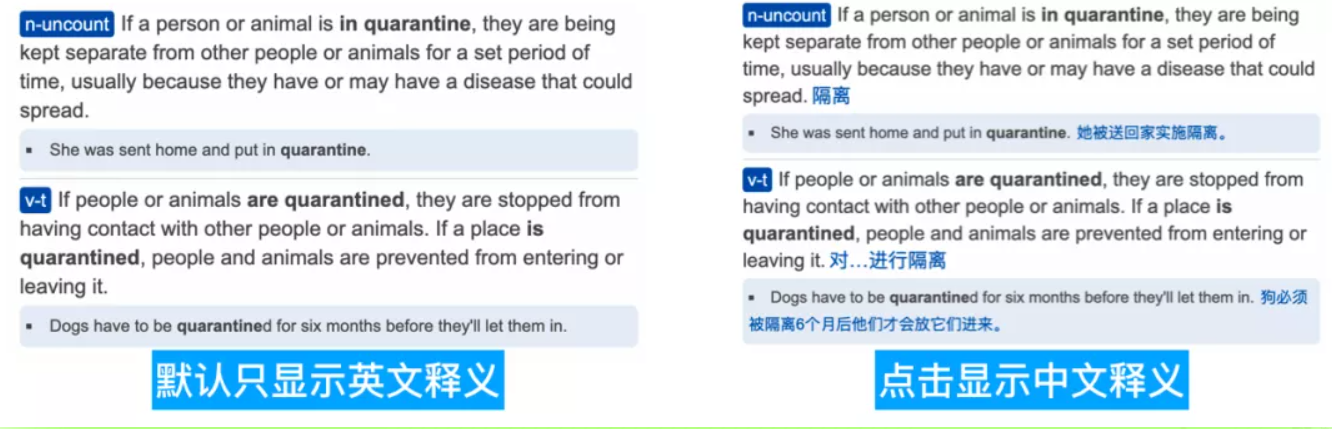 n-uncount If a person or animal is in quarantine, they are being
kept separate from other people or animals for a set period of
time, usually because they have or may have a disease that could
spread.
▪ She was sent home and put in quarantine.
v-t If people or animals are quarantined, they are stopped from
having contact with other people or animals. If a place is
quarantined, people and animals are prevented from entering or
leaving it.
▪ Dogs have to be quarantined for six months before they'll let them in.
默认只显示英文释义
n-uncount If a person or animal is in quarantine, they are being
kept separate from other people or animals for a set period of
time, usually because they have or may have a disease that could
spread. 隔离
▪ She was sent home and put in quarantine. 她被送回家实施隔离。
v-t If people or animals are quarantined, they are stopped from
having contact with other people or animals. If a place is
quarantined, people and animals are prevented from entering or
leaving it. 对…进行隔离
▪ Dogs have to be quarantined for six months before they'll let them in. 狗必须
被隔离6个月后他们才会放它们进来。
点击显示中文释义